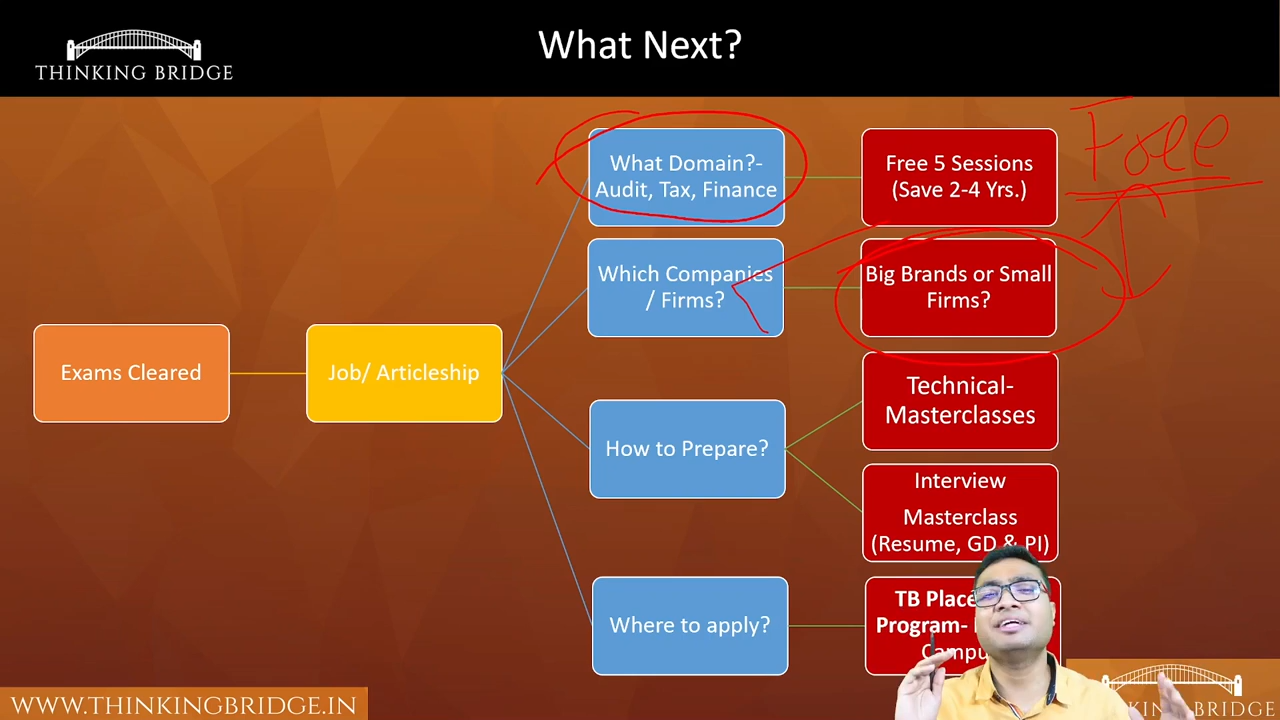 What Next?
THINKING BRIDGE
What Domain?-
Audit, Tax, Finance
Free 5 Sessions
(Save 2-4 Yrs.)
Free
Which Companies
/ Firms?
Big Brands or Small
Firms?
Exams Cleared
Job/ Articleship
How to Prepare?
Technical-
Masterclasses
Interview
Masterclass
(Resume, GD & PI)
Where to apply?
TB
Program-
WWW.THINKINGBRIDGE.IN
BRIDGE